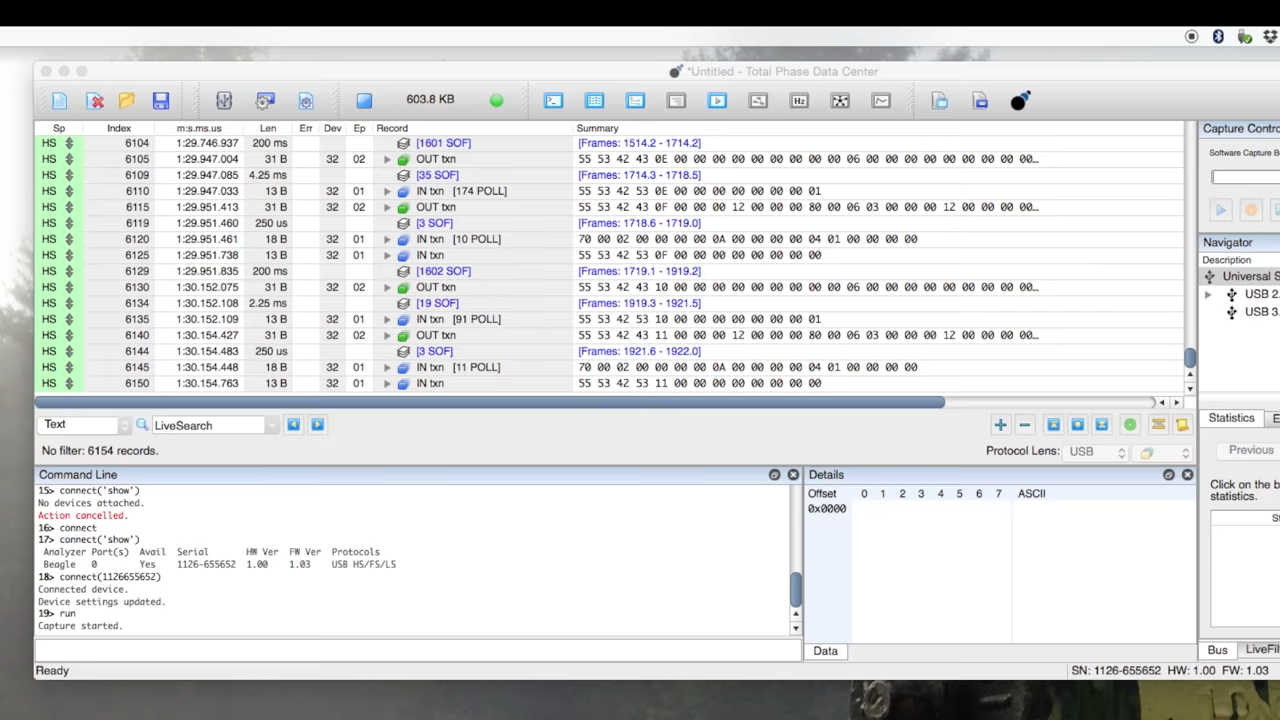 *Untitled - Total Phase Data Center
603.8 KB
Hz
Sp Index m:s.ms.us Len Err Dev Ep Record Summary
HS 6104 1:29.746.937 200 ms [1601 SOF] [Frames: 1514.2 - 1714.2]
HS 6105 1:29.947.004 31 B 32 02 OUT txn 55 53 42 43 0E 00 00 00 00 00 00 00 00 00 06 00 00 00 00 00 00 00 00 00...
HS 6109 1:29.947.085 4.25 ms [35 SOF] [Frames: 1714.3 - 1718.5]
HS 6110 1:29.947.033 13 B 32 01 IN txn [174 POLL] 55 53 42 53 0E 00 00 00 00 00 00 00 01
HS 6115 1:29.951.413 31 B 32 02 OUT txn 55 53 42 43 0F 00 00 00 12 00 00 00 80 00 06 03 00 00 00 12 00 00 00 00...
HS 6119 1:29.951.460 250 us [3 SOF] [Frames: 1718.6 - 1719.0]
HS 6120 1:29.951.461 18 B 32 01 IN txn [10 POLL] 70 00 02 00 00 00 00 0A 00 00 00 00 04 01 00 00 00 00
HS 6125 1:29.951.738 13 B 32 01 IN txn 55 53 42 53 0F 00 00 00 00 00 00 00 00
HS 6129 1:29.951.835 200 ms [1602 SOF] [Frames: 1719.1 - 1919.2]
HS 6130 1:30.152.075 31 B 32 02 OUT txn 55 53 42 43 10 00 00 00 00 00 00 00 00 00 06 00 00 00 00 00 00 00 00 00...
HS 6134 1:30.152.108 2.25 ms [19 SOF] [Frames: 1919.3 - 1921.5]
HS 6135 1:30.152.109 13 B 32 01 IN txn [91 POLL] 55 53 42 53 10 00 00 00 00 00 00 00 01
HS 6140 1:30.154.427 31 B 32 02 OUT txn 55 53 42 43 11 00 00 00 12 00 00 00 80 00 06 03 00 00 00 12 00 00 00 00...
HS 6144 1:30.154.483 250 us [3 SOF] [Frames: 1921.6 - 1922.0]
HS 6145 1:30.154.448 18 B 32 01 IN txn [11 POLL] 70 00 02 00 00 00 00 0A 00 00 00 00 04 01 00 00 00 00
HS 6150 1:30.154.763 13 B 32 01 IN txn 55 53 42 53 11 00 00 00 00 00 00 00 00
Text LiveSearch
No filter: 6154 records. Protocol Lens: USB
Command Line
15> connect('show')
No devices attached.
Action cancelled.
16> connect
17> connect('show')
Analyzer Port(s) Avail Serial HW Ver FW Ver Protocols
Beagle 0 Yes 1126-655652 1.00 1.03 USB HS/FS/LS
18> connect(1126655652)
Connected device.
Device settings updated.
19> run
Capture started.
Details
Offset 0 1 2 3 4 5 6 7 ASCII
0x0000
Data
Capture Contro
Software Capture B
Navigator
Description
Universal S
USB 2.
USB 3.
Statistics E
Previous
Click on the b
statistics.
St
Bus LiveFil
Ready
SN: 1126-655652 HW: 1.00 FW: 1.03